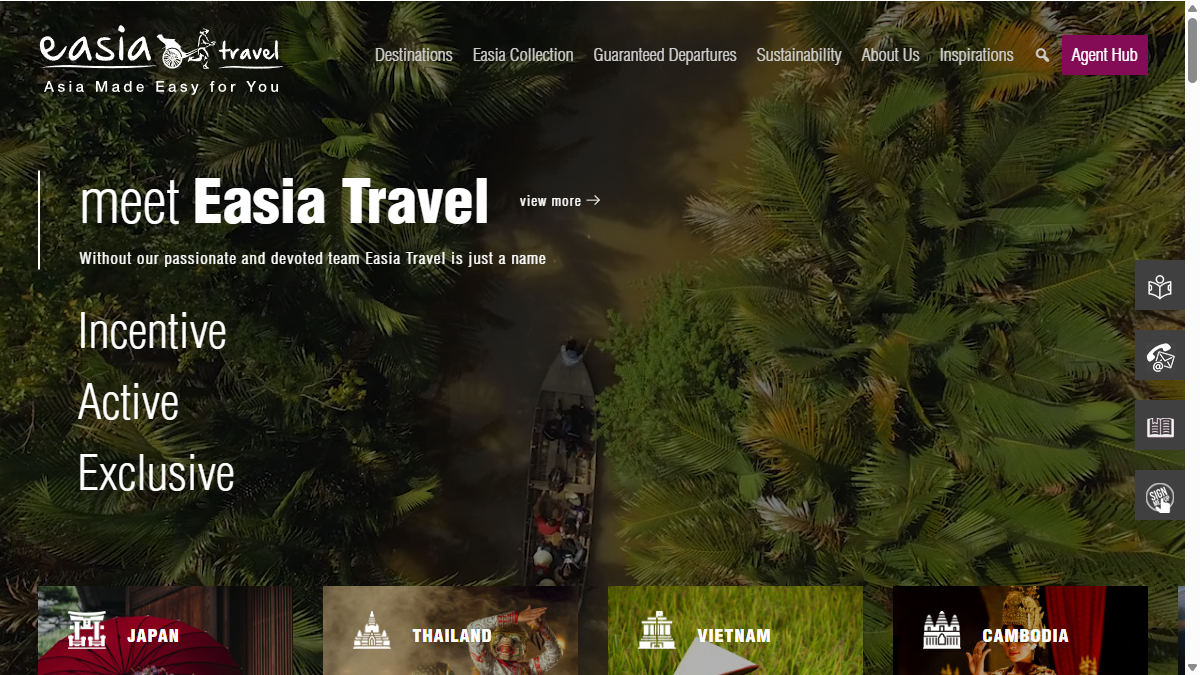 easia travel
Asia Made Easy for You
Destinations
Easia Collection
Guaranteed Departures
Sustainability
About Us
Inspirations
Agent Hub
meet Easia Travel
view more →
Without our passionate and devoted team Easia Travel is just a name
Incentive
Active
Exclusive
@
SIGN
JAPAN
THAILAND
VIETNAM
CAMBODIA